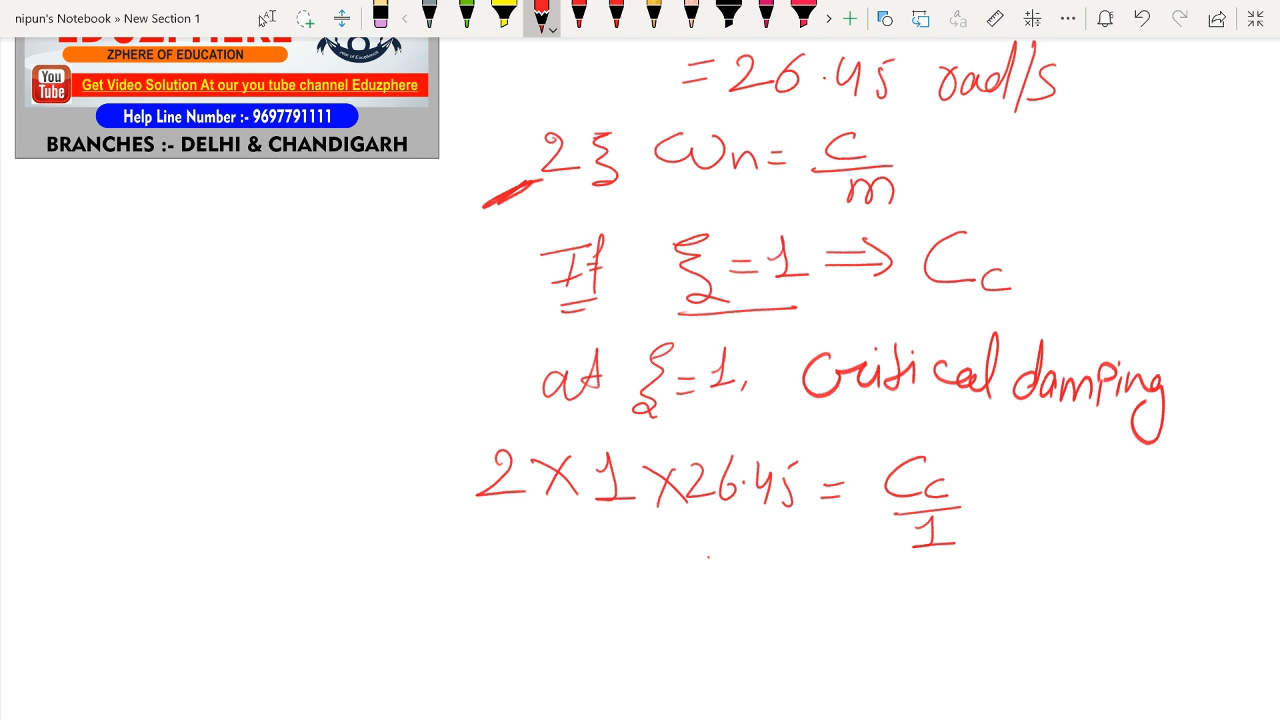 nipun's Notebook » New Section 1
ZPHERE OF EDUCATION
You Tube
Get Video Solution At our you tube channel Eduzphere
Help Line Number :- 9697791111
BRANCHES :- DELHI & CHANDIGARH
= 26.45 rad/s
2ξ ωn = c/m
If ξ = 1 ⇒ Cc
at ξ = 1, critical damping
2 × 1 × 26.45 = Cc/1